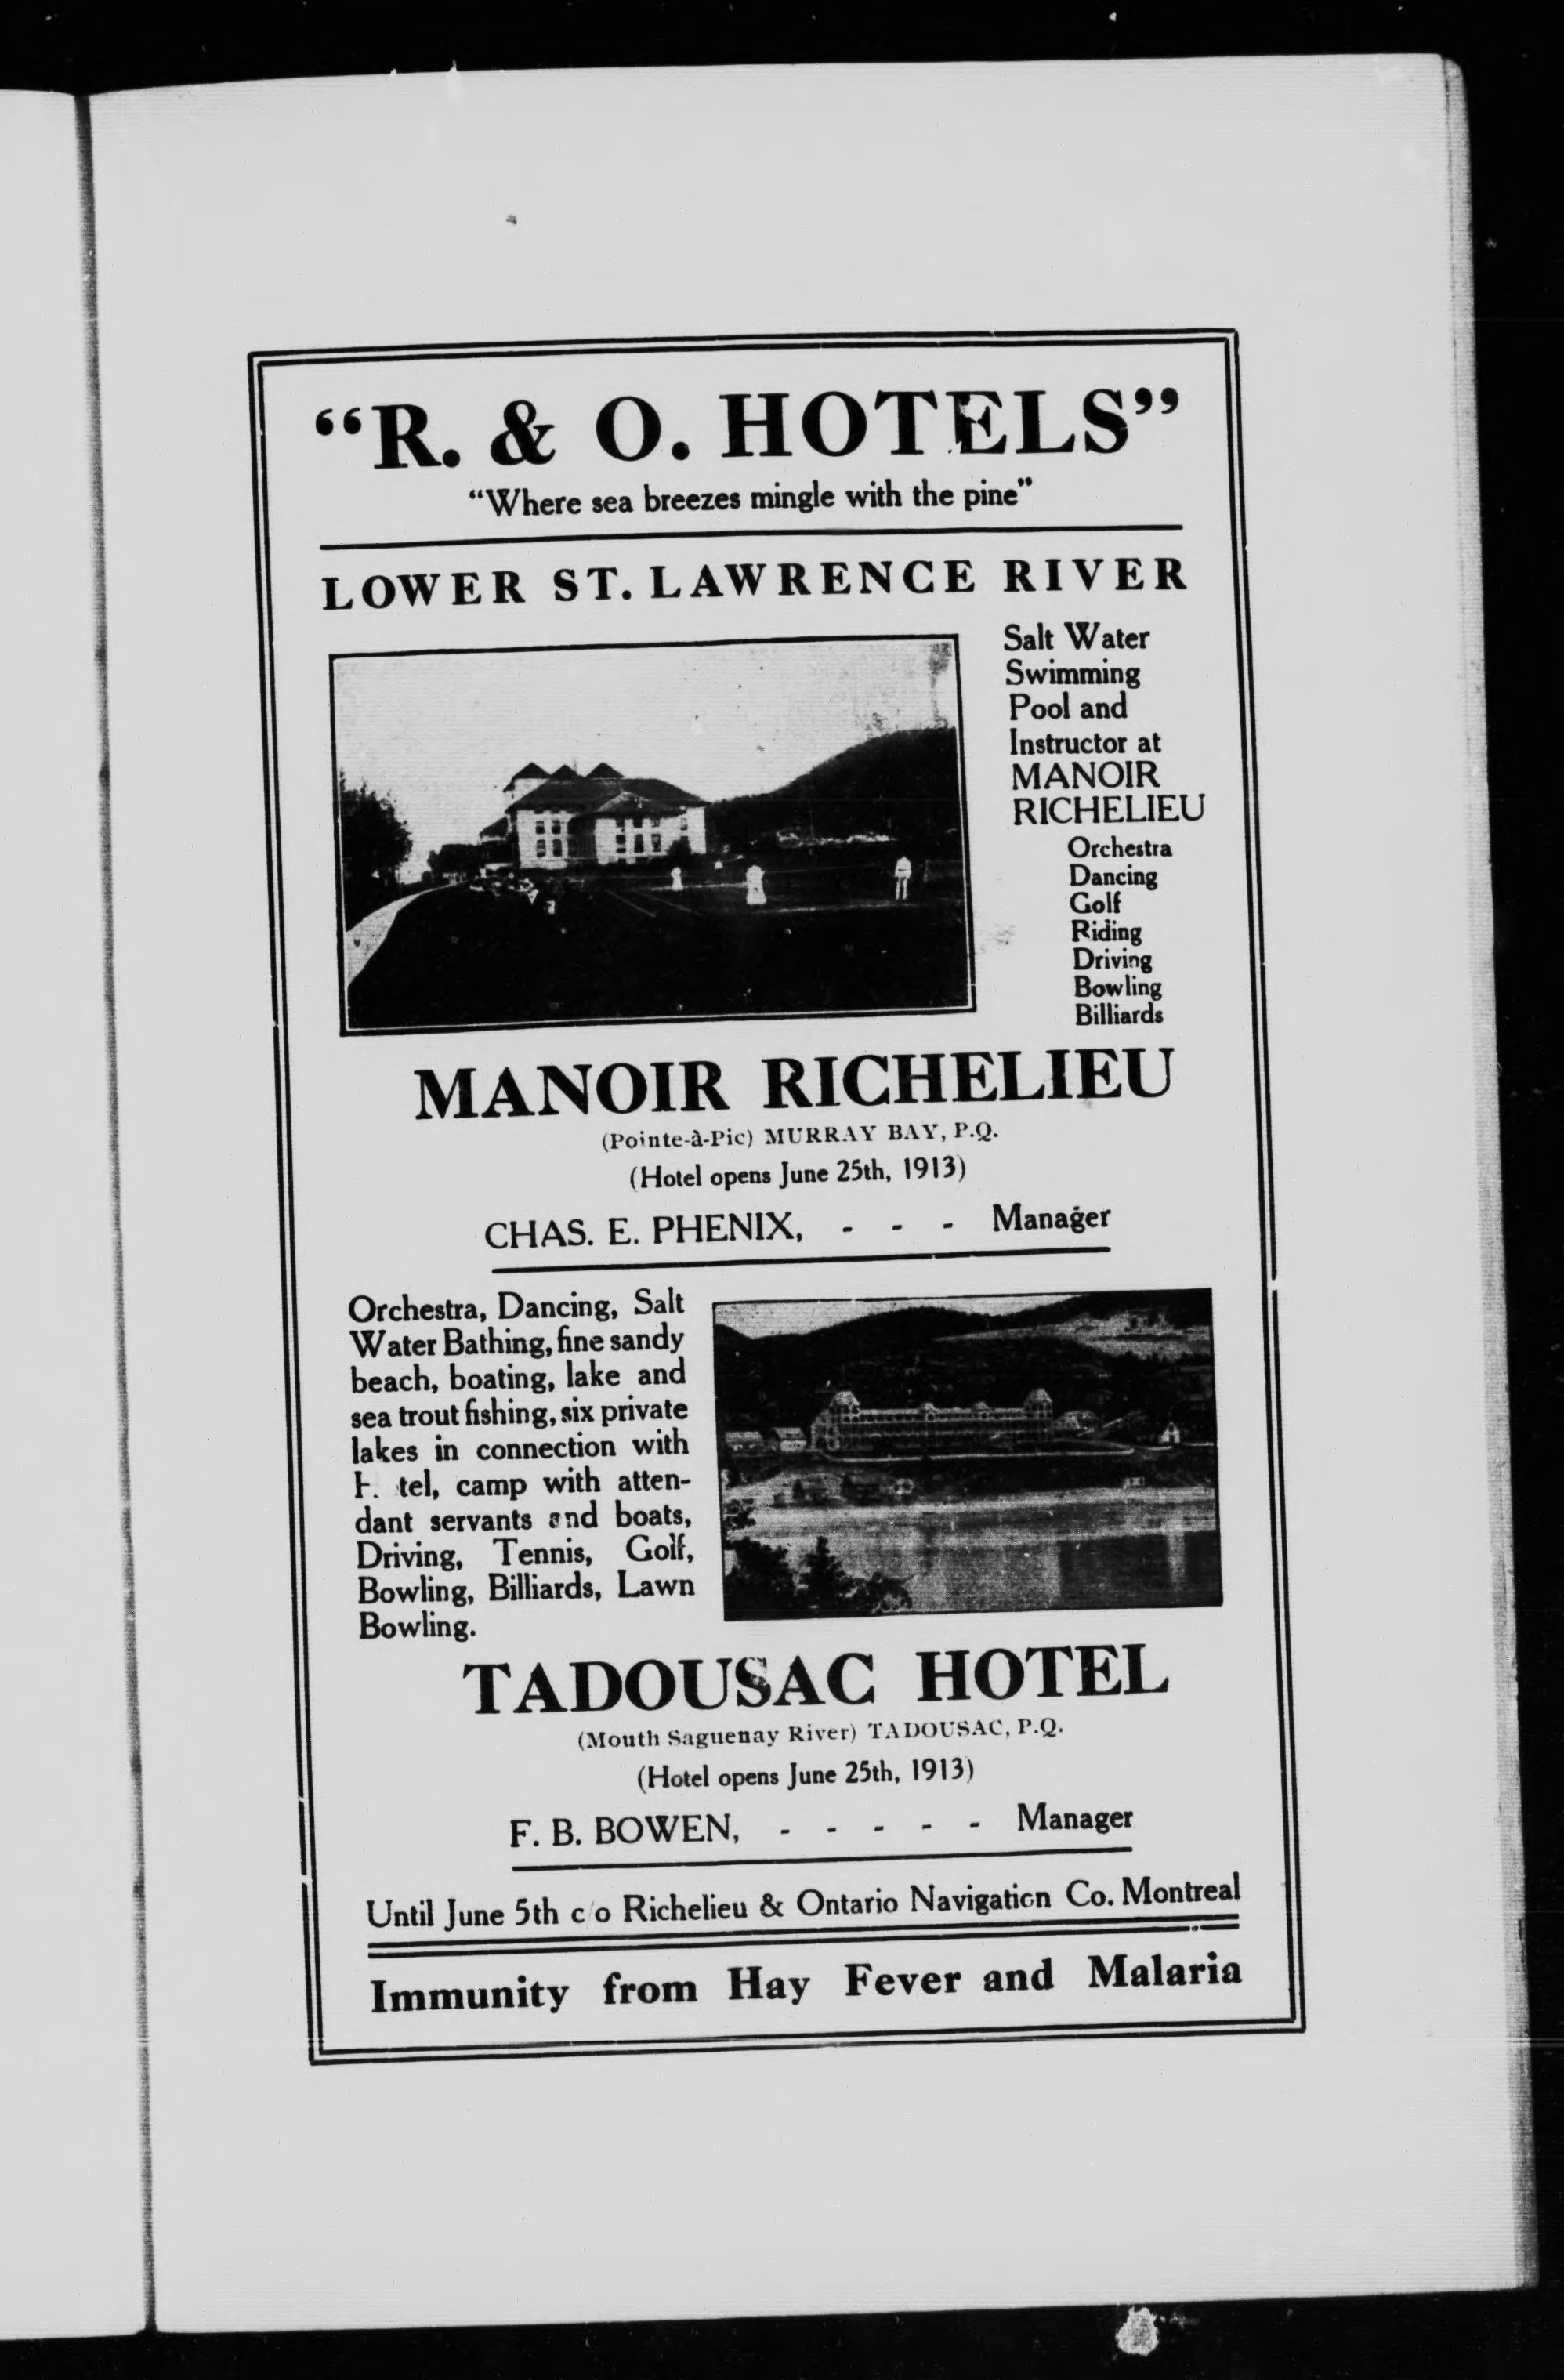 “R. & O. HOTELS”
“Where sea breezes mingle with the pine”
LOWER ST. LAWRENCE RIVER
Salt Water
Swimming
Pool and
Instructor at
MANOIR
RICHELIEU
Orchestra
Dancing
Golf
Riding
Driving
Bowling
Billiards
MANOIR RICHELIEU
(Pointe-à-Pic) MURRAY BAY, P.Q.
(Hotel opens June 25th, 1913)
CHAS. E. PHENIX, - - - Manager
Orchestra, Dancing, Salt
Water Bathing, fine sandy
beach, boating, lake and
sea trout fishing, six private
lakes in connection with
Hotel, camp with atten-
dant servants and boats,
Driving, Tennis, Golf,
Bowling, Billiards, Lawn
Bowling.
TADOUSAC HOTEL
(Mouth Saguenay River) TADOUSAC, P.Q.
(Hotel opens June 25th, 1913)
F. B. BOWEN, - - - - - Manager
Until June 5th c/o Richelieu & Ontario Navigation Co. Montreal
Immunity from Hay Fever and Malaria